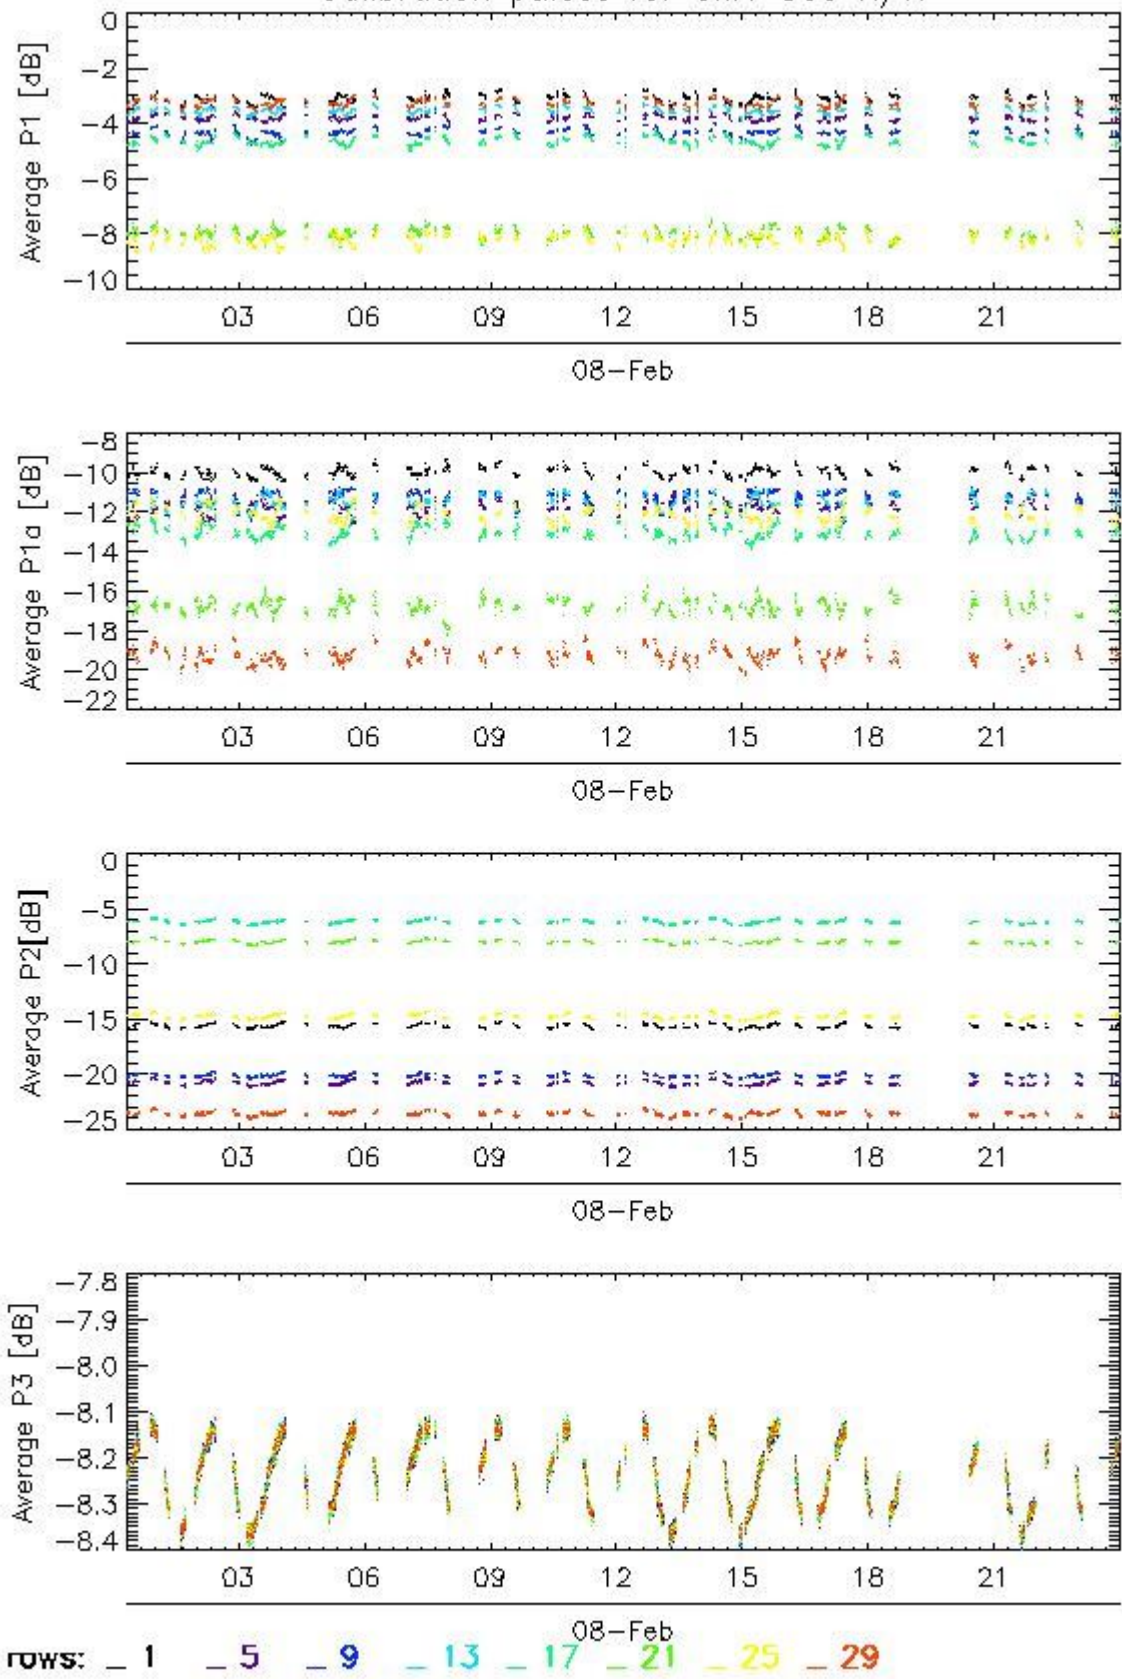 Average P1 [dB]
0
-2
-4
-6
-8
-10
03 06 09 12 15 18 21
08-Feb
Average P1a [dB]
-8
-10
-12
-14
-16
-18
-20
-22
03 06 09 12 15 18 21
08-Feb
Average P2[dB]
0
-5
-10
-15
-20
-25
03 06 09 12 15 18 21
08-Feb
Average P3 [dB]
-7.8
-7.9
-8.0
-8.1
-8.2
-8.3
-8.4
03 06 09 12 15 18 21
08-Feb
rows: _ 1 _ 5 _ 9 _ 13 _ 17 _ 21 _ 25 _ 29